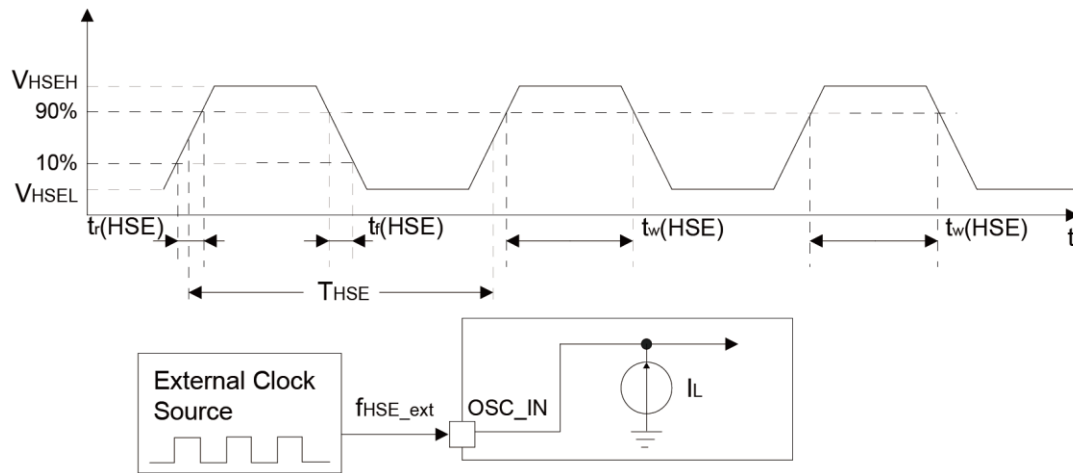 VHSEH
90%
10%
VHSEL
tr(HSE)
tf(HSE)
tw(HSE)
tw(HSE)
t
THSE
External Clock
Source
fHSE_ext
OSC_IN
IL